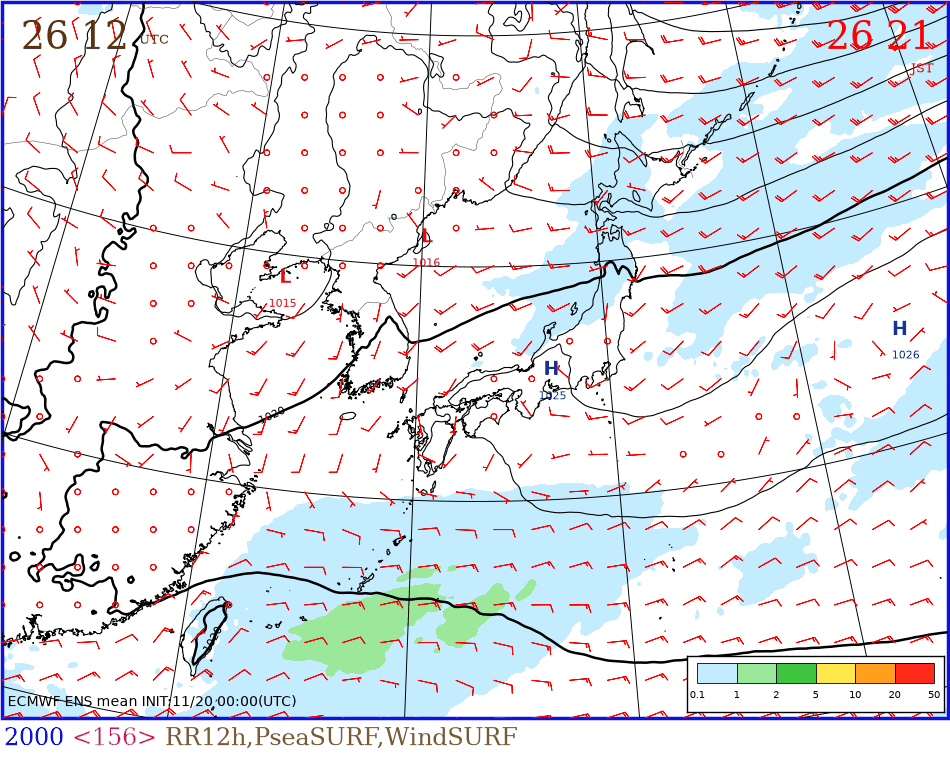 26 12 UTC
26 21
JST
L
1016
L
1015
H
1026
H
1025
1020
ECMWF ENS mean INIT:11/20 00:00(UTC)
0.1 1 2 5 10 20 50
2000 <156> RR12h,PseaSURF,WindSURF